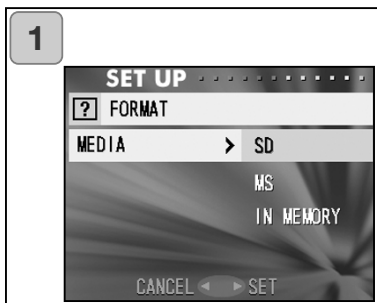 1
SET UP
? FORMAT
MEDIA > SD
MS
IN MEMORY
CANCEL ◄ ► SET